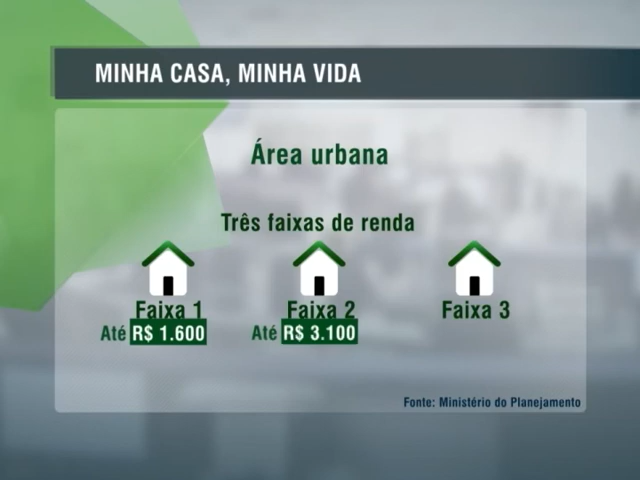 MINHA CASA, MINHA VIDA
Área urbana
Três faixas de renda
Faixa 1
Faixa 2
Faixa 3
Até R$ 1.600
Até R$ 3.100
Fonte: Ministério do Planejamento